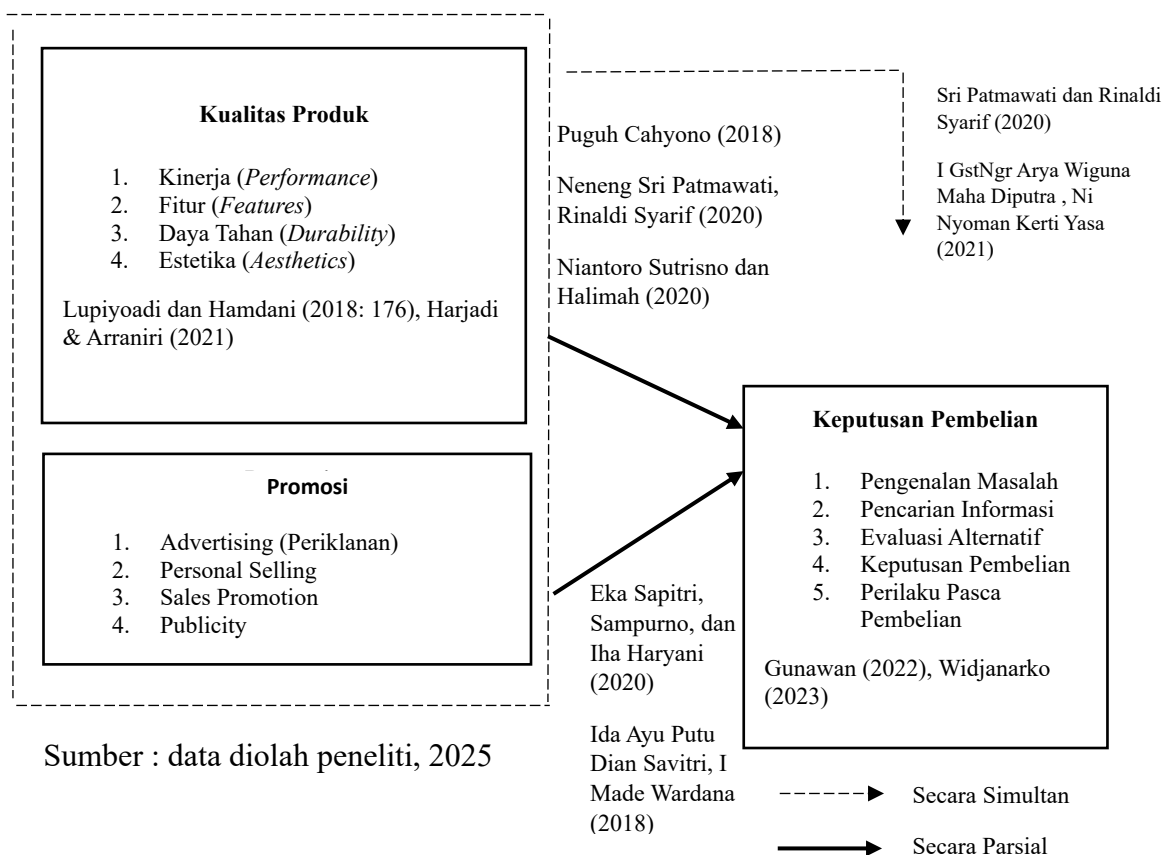 Kualitas Produk
1. Kinerja (Performance)
2. Fitur (Features)
3. Daya Tahan (Durability)
4. Estetika (Aesthetics)
Lupiyoadi dan Hamdani (2018: 176), Harjadi
& Arraniri (2021)
Puguh Cahyono (2018)
Neneng Sri Patmawati,
Rinaldi Syarif (2020)
Niantoro Sutrisno dan
Halimah (2020)
Sri Patmawati dan Rinaldi
Syarif (2020)
I GstNgr Arya Wiguna
Maha Diputra , Ni
Nyoman Kerti Yasa
(2021)
Promosi
1. Advertising (Periklanan)
2. Personal Selling
3. Sales Promotion
4. Publicity
Keputusan Pembelian
1. Pengenalan Masalah
2. Pencarian Informasi
3. Evaluasi Alternatif
4. Keputusan Pembelian
5. Perilaku Pasca
Pembelian
Gunawan (2022), Widjanarko
(2023)
Eka Sapitri,
Sampurno, dan
Iha Haryani
(2020)
Ida Ayu Putu
Dian Savitri, I
Made Wardana
(2018)
Sumber : data diolah peneliti, 2025
Secara Simultan
Secara Parsial